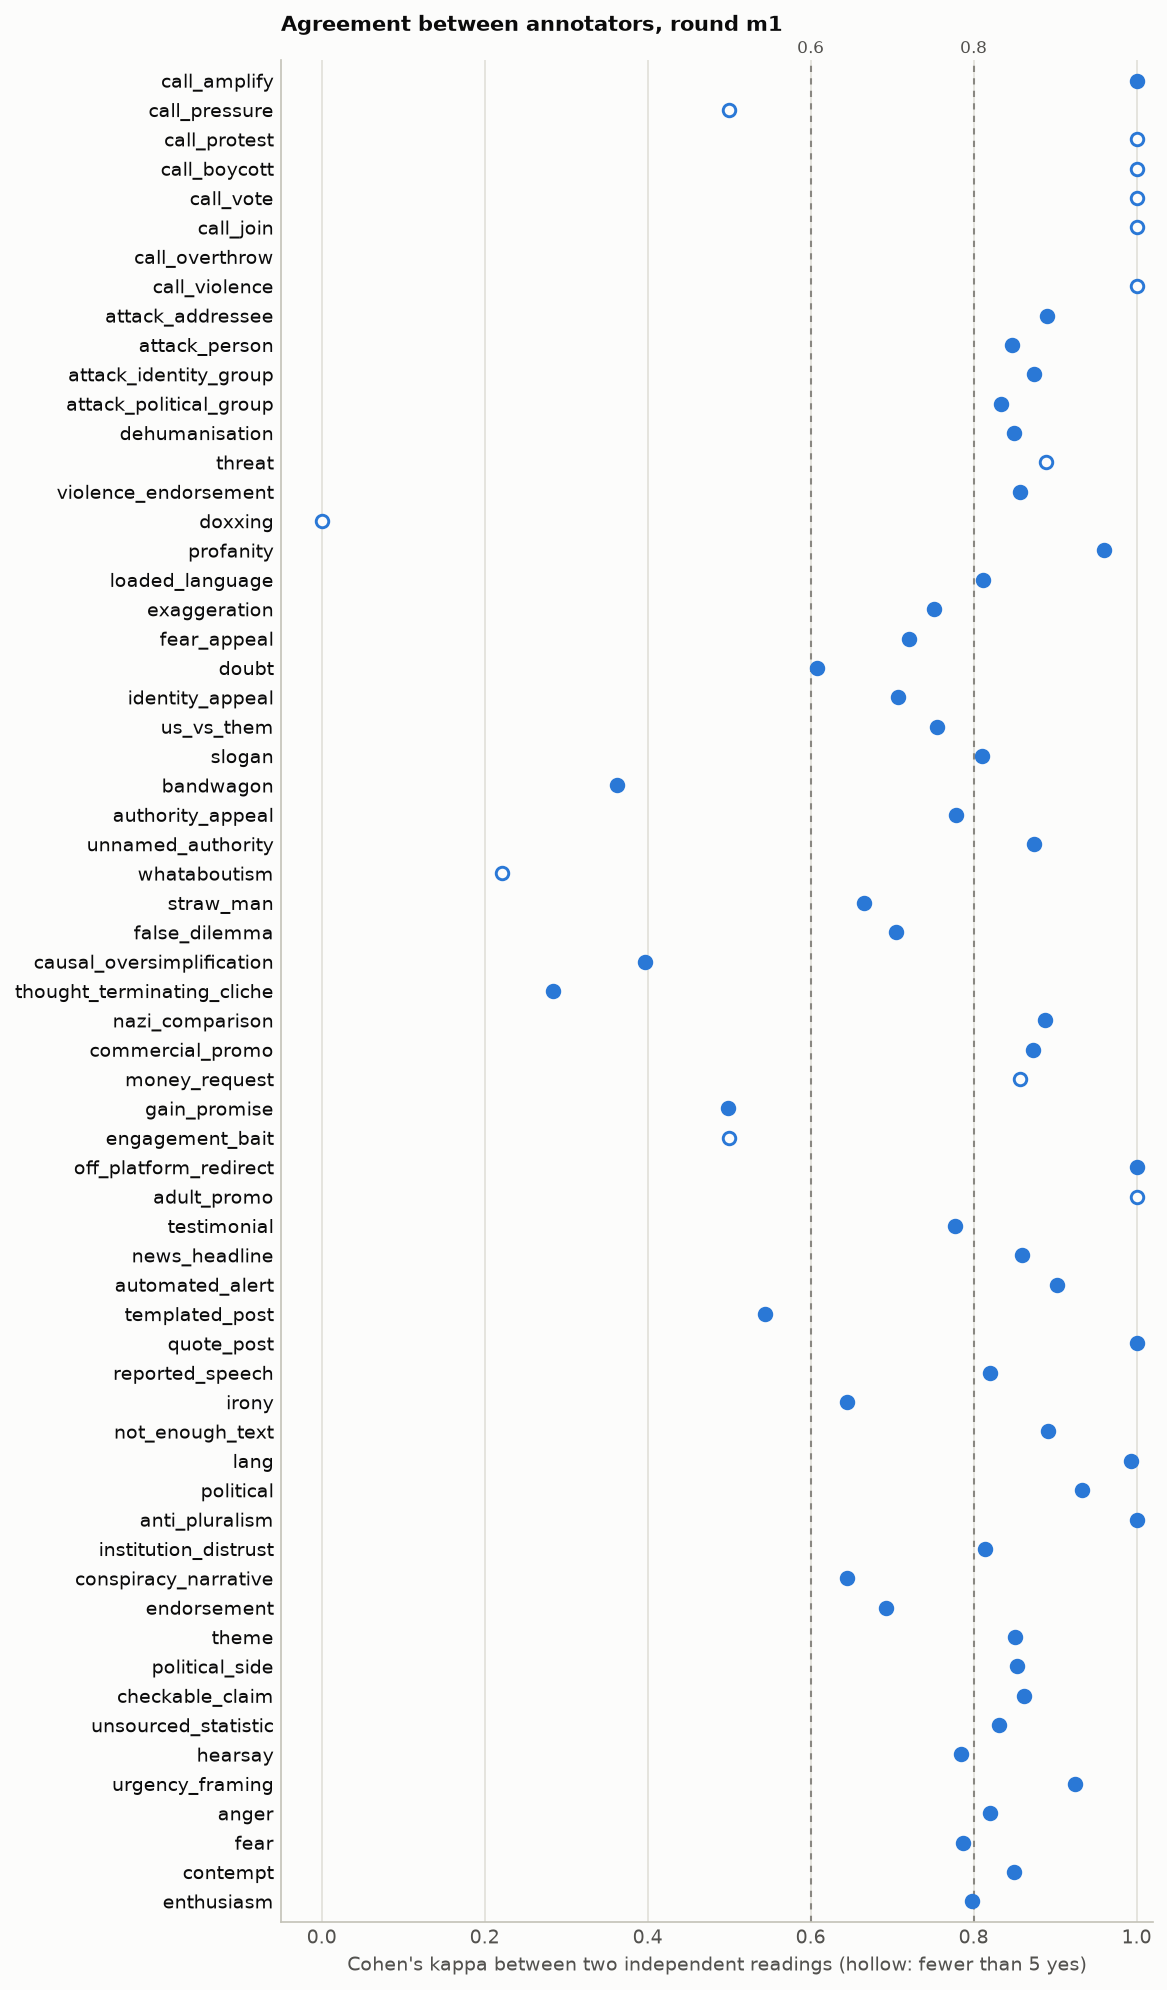 Agreement between annotators, round m1
0.6 0.8
call_amplify
call_pressure
call_protest
call_boycott
call_vote
call_join
call_overthrow
call_violence
attack_addressee
attack_person
attack_identity_group
attack_political_group
dehumanisation
threat
violence_endorsement
doxxing
profanity
loaded_language
exaggeration
fear_appeal
doubt
identity_appeal
us_vs_them
slogan
bandwagon
authority_appeal
unnamed_authority
whataboutism
straw_man
false_dilemma
causal_oversimplification
thought_terminating_cliche
nazi_comparison
commercial_promo
money_request
gain_promise
engagement_bait
off_platform_redirect
adult_promo
testimonial
news_headline
automated_alert
templated_post
quote_post
reported_speech
irony
not_enough_text
lang
political
anti_pluralism
institution_distrust
conspiracy_narrative
endorsement
theme
political_side
checkable_claim
unsourced_statistic
hearsay
urgency_framing
anger
fear
contempt
enthusiasm
0.0 0.2 0.4 0.6 0.8 1.0
Cohen's kappa between two independent readings (hollow: fewer than 5 yes)